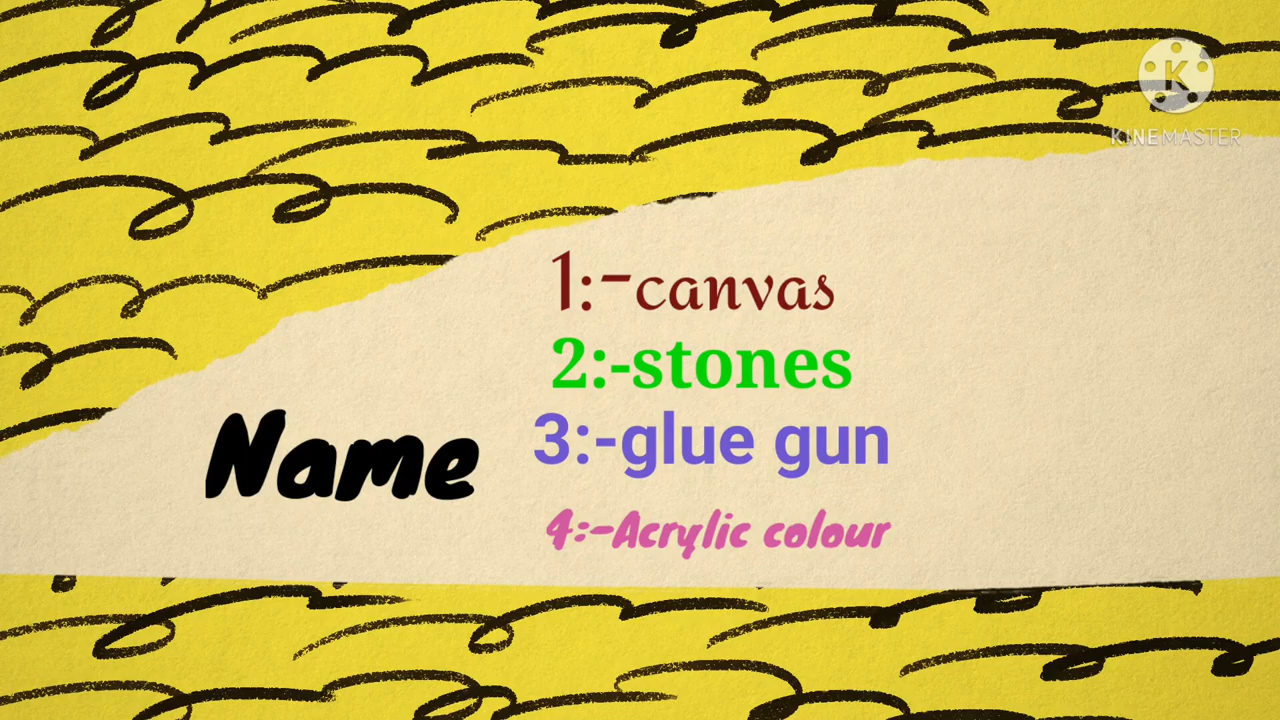 K
KINEMASTER
1:-canvas
2:-stones
3:-glue gun
Name
4:-Acrylic colour